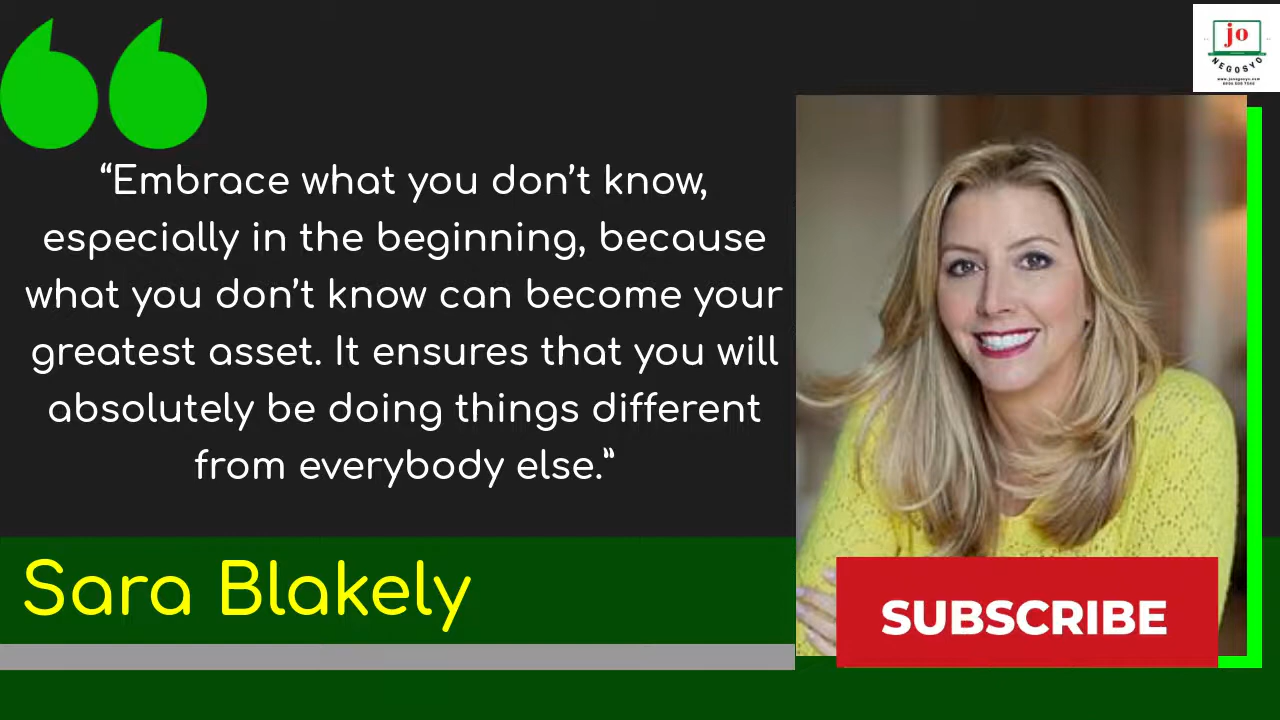 jo
NEGOSYO
“Embrace what you don’t know,
especially in the beginning, because
what you don’t know can become your
greatest asset. It ensures that you will
absolutely be doing things different
from everybody else.”
Sara Blakely
SUBSCRIBE